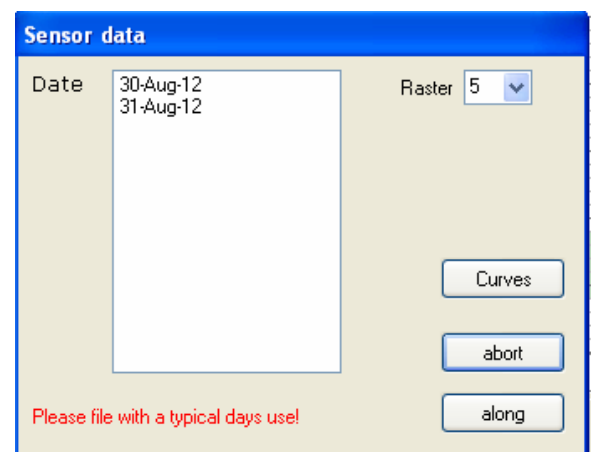 Sensor data
Date
30-Aug-12
31-Aug-12
Raster 5
Curves
abort
along
Please file with a typical days use!